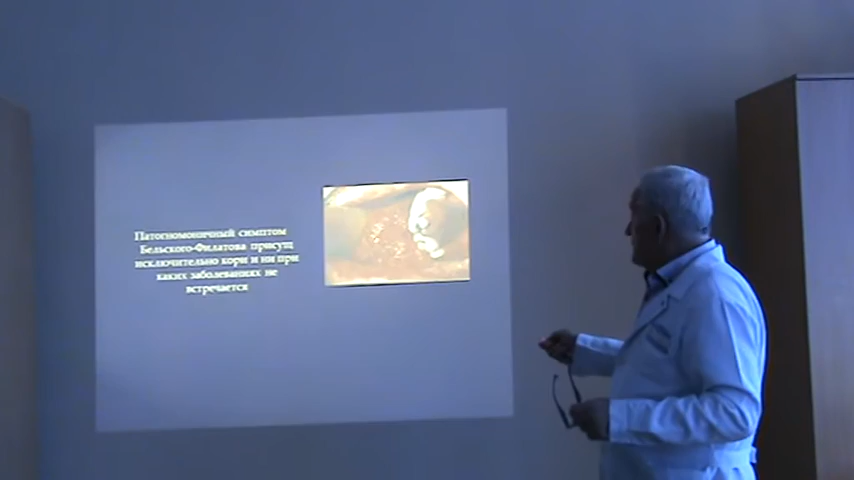 Патогномоничный симптом
Бельского-Филатова присущ
исключительно кори и ни при
каких заболеваниях не
встречается